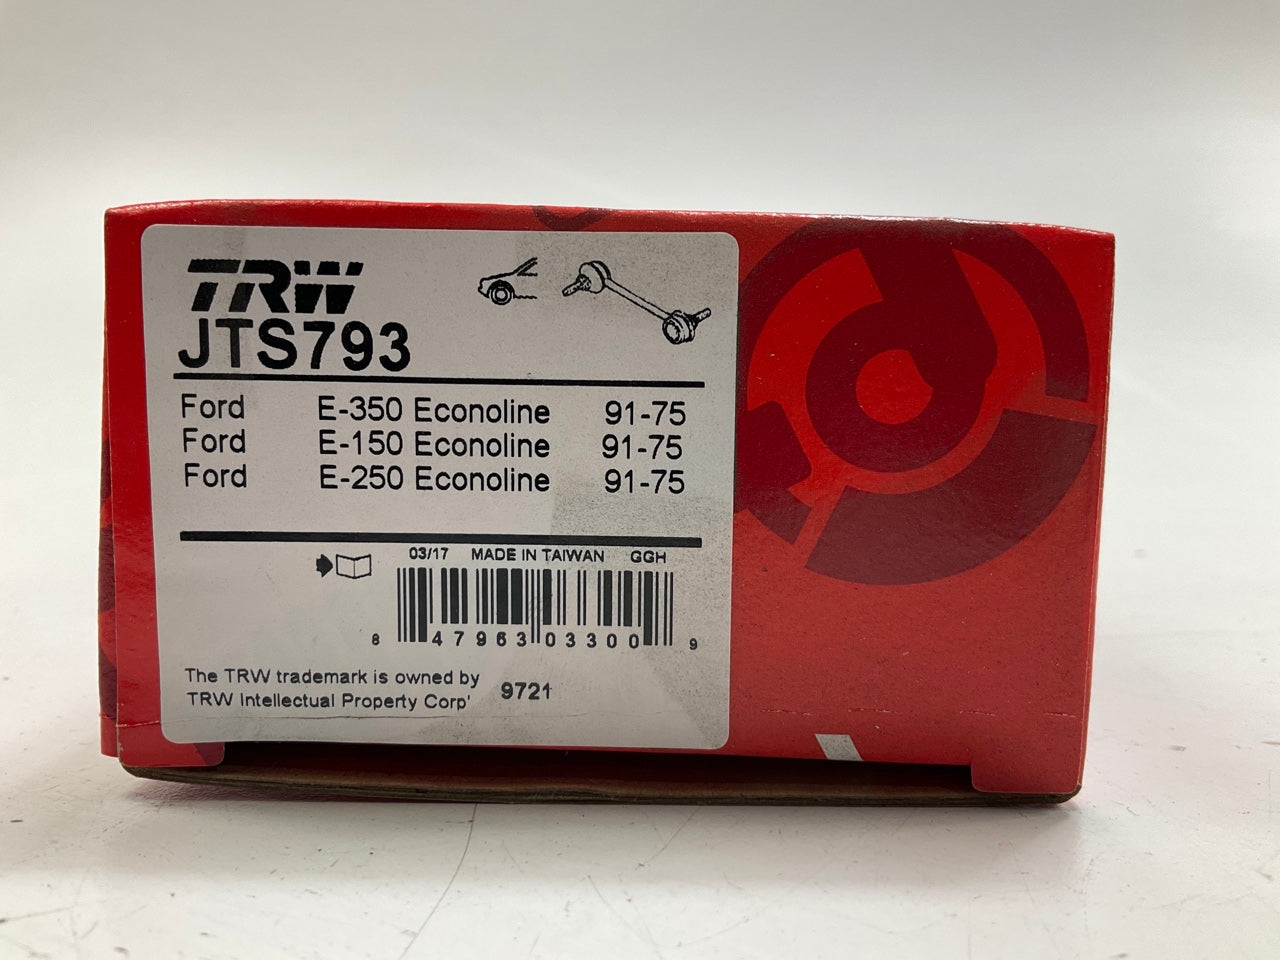 TRW
JTS793
Ford E-350 Econoline 91-75
Ford E-150 Econoline 91-75
Ford E-250 Econoline 91-75
03/17 MADE IN TAIWAN GGH
8 47963 03300 9
The TRW trademark is owned by
TRW Intellectual Property Corp'
9721